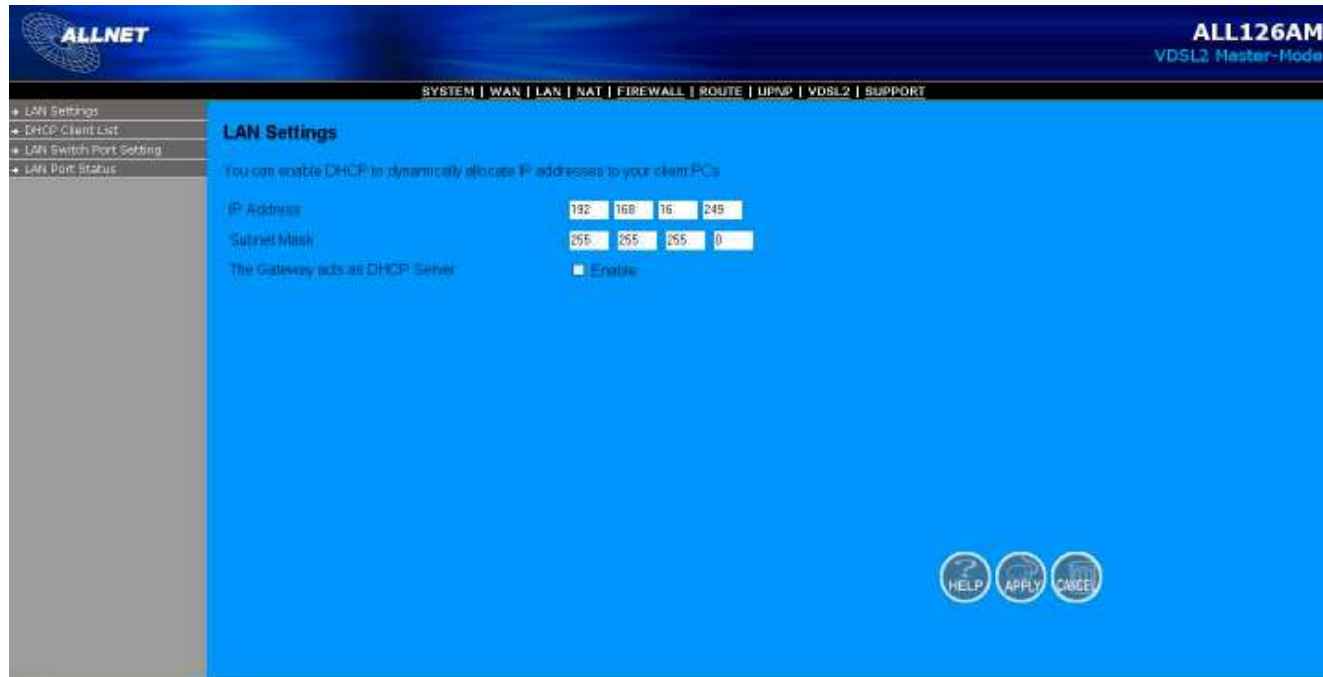 ALLNET
ALL126AM
VDSL2 Master-Mode
SYSTEM | WAN | LAN | NAT | FIREWALL | ROUTE | UPNP | VDSL2 | SUPPORT
LAN Settings
DHCP Client List
LAN Switch Port Setting
LAN Port Status
LAN Settings
You can enable DHCP to dynamically allocate IP addresses to your client PCs
IP Address 192 168 16 249
Subnet Mask 255 255 255 0
The Gateway acts as DHCP Server Enable
? HELP APPLY CANCEL